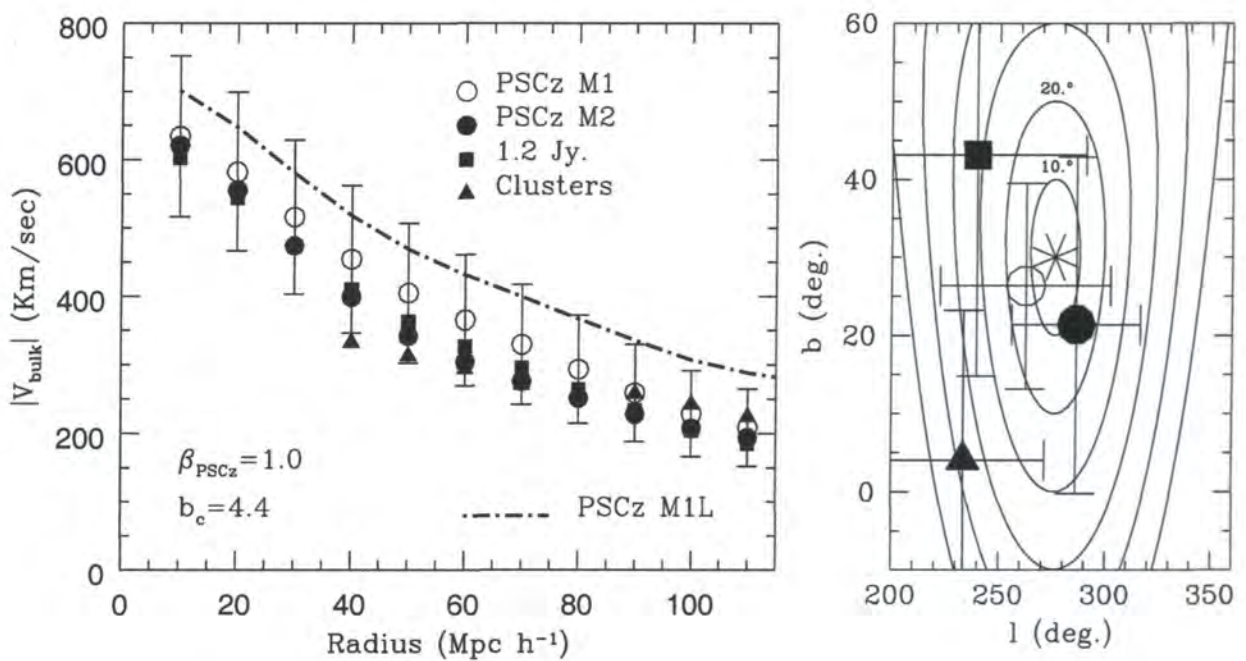 800
600
400
200
0
|V_bulk| (Km/sec)
0 20 40 60 80 100
Radius (Mpc h⁻¹)
PSCz M1
PSCz M2
1.2 Jy.
Clusters
β_PSCz=1.0
b_c=4.4
PSCz M1L
60
40
20
0
b (deg.)
20.°
10.°
200 250 300 350
l (deg.)